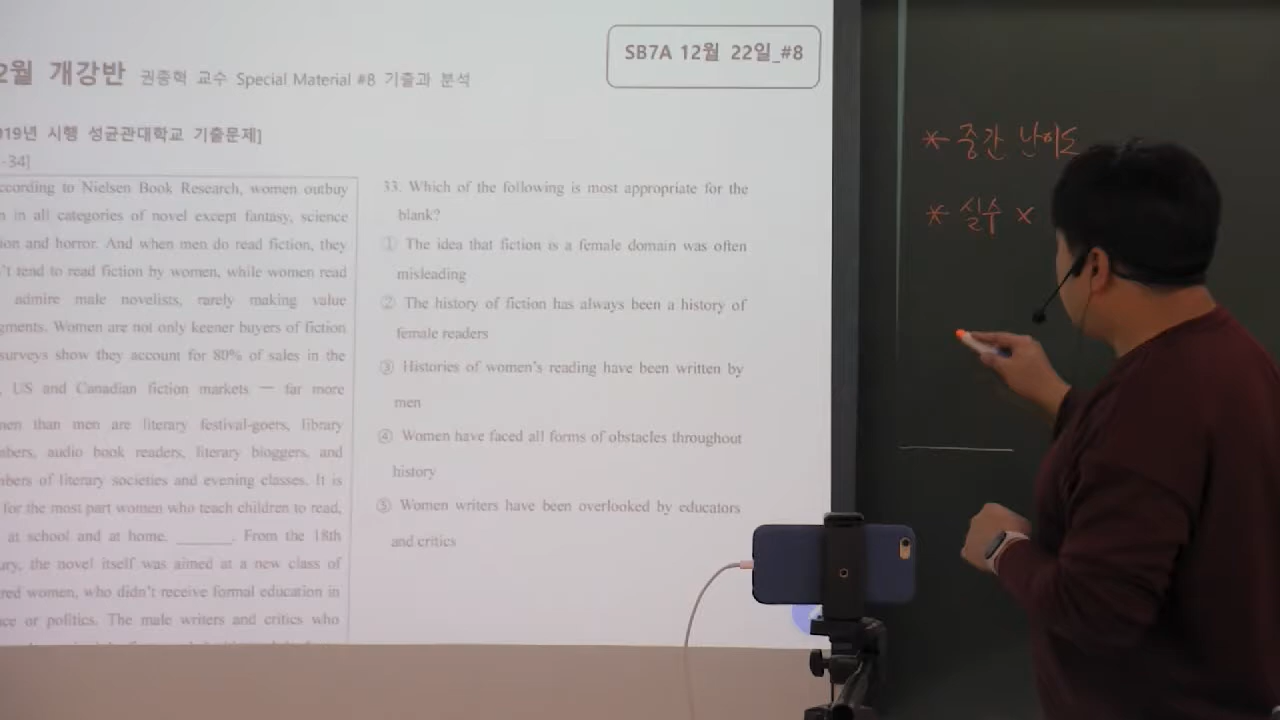 2월 개강반 권종학 교수 Special Material #8 기출과 분석
SB7A 12월 22일_#8
019년 시행 성균관대학교 기출문제]
-34]
ccording to Nielsen Book Research, women outbuy
n in all categories of novel except fantasy, science
ion and horror. And when men do read fiction, they
't tend to read fiction by women, while women read
admire male novelists, rarely making value
gments. Women are not only keener buyers of fiction
surveys show they account for 80% of sales in the
, US and Canadian fiction markets — far more
men than men are literary festival-goers, library
mbers, audio book readers, literary bloggers, and
mbers of literary societies and evening classes. It is
for the most part women who teach children to read,
at school and at home. ______. From the 18th
ury, the novel itself was aimed at a new class of
red women, who didn't receive formal education in
ce or politics. The male writers and critics who
33. Which of the following is most appropriate for the
blank?
① The idea that fiction is a female domain was often
misleading
② The history of fiction has always been a history of
female readers
③ Histories of women's reading have been written by
men
④ Women have faced all forms of obstacles throughout
history
⑤ Women writers have been overlooked by educators
and critics
* 중간 난이도
* 실수 x